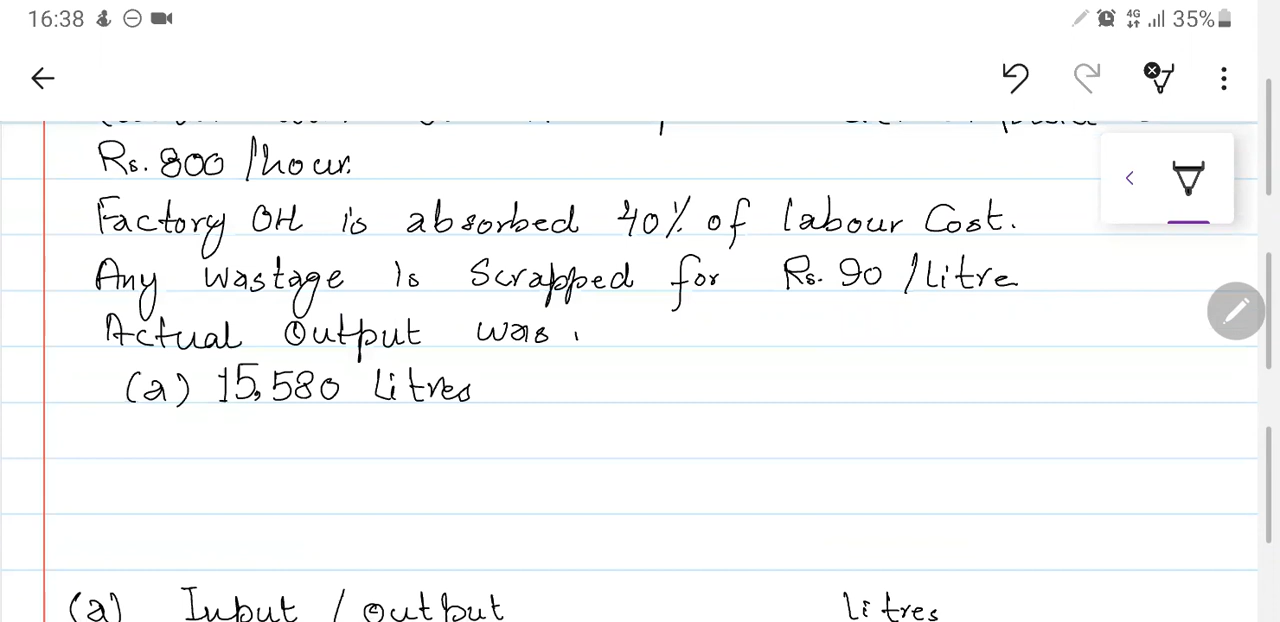 16:38 4G 35%
Rs. 800 /hour.
Factory OH is absorbed 40% of labour Cost.
Any wastage is Scrapped for Rs. 90 /Litre
Actual Output was,
(a) 15,580 Litres
(a) Input / output litres